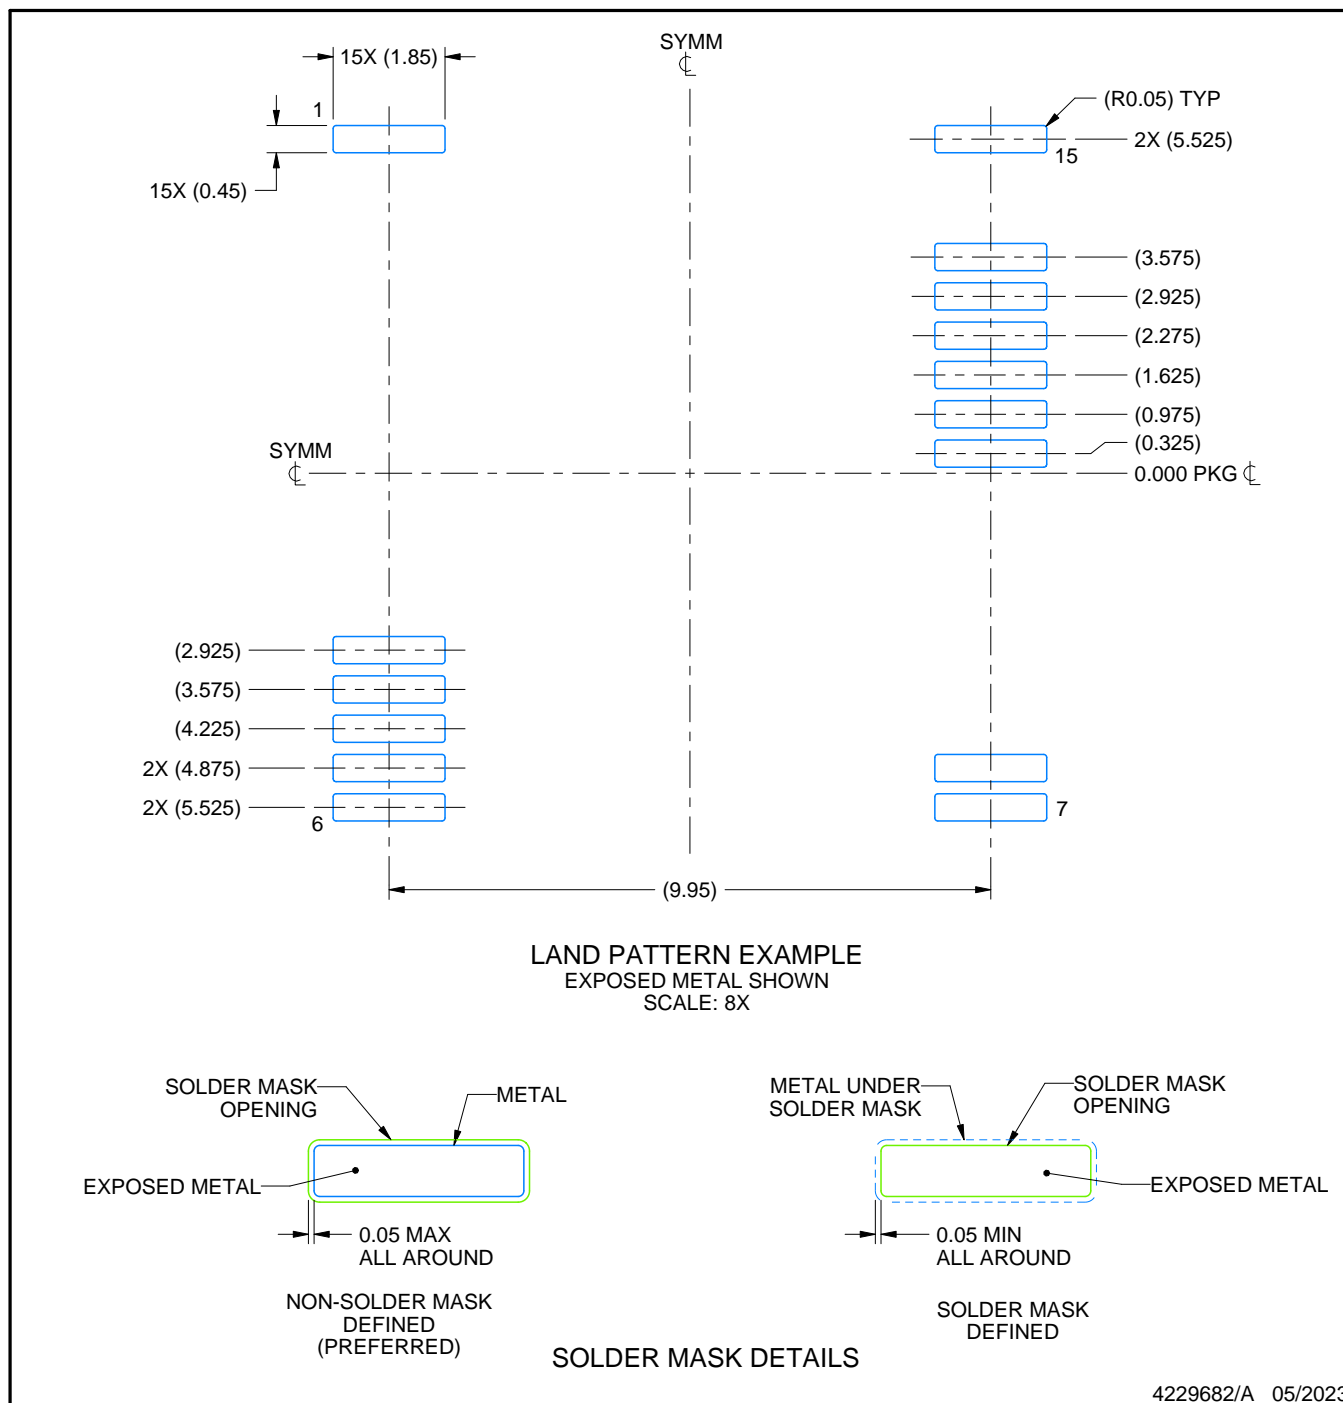 SYMM
15X (1.85)
(R0.05) TYP
1
2X (5.525)
15
15X (0.45)
(3.575)
(2.925)
(2.275)
(1.625)
(0.975)
(0.325)
SYMM
0.000 PKG
(2.925)
(3.575)
(4.225)
2X (4.875)
2X (5.525)
6
7
(9.95)
LAND PATTERN EXAMPLE
EXPOSED METAL SHOWN
SCALE: 8X
SOLDER MASK
OPENING
METAL
EXPOSED METAL
0.05 MAX
ALL AROUND
NON-SOLDER MASK
DEFINED
(PREFERRED)
METAL UNDER
SOLDER MASK
SOLDER MASK
OPENING
EXPOSED METAL
0.05 MIN
ALL AROUND
SOLDER MASK
DEFINED
SOLDER MASK DETAILS
4229682/A 05/2023